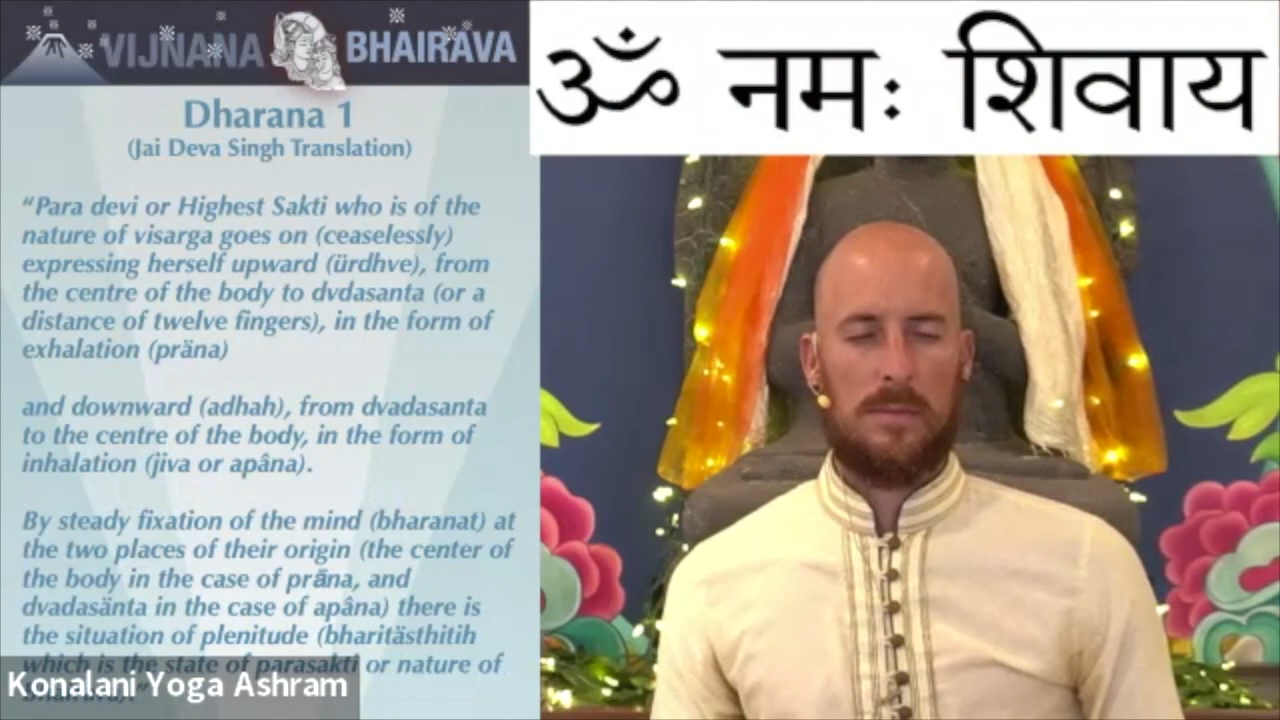 VIJNANA BHAIRAVA
Dharana 1
(Jai Deva Singh Translation)
“Para devi or Highest Sakti who is of the
nature of visarga goes on (ceaselessly)
expressing herself upward (ürdhve), from
the centre of the body to dvdasanta (or a
distance of twelve fingers), in the form of
exhalation (präna)
and downward (adhah), from dvadasanta
to the centre of the body, in the form of
inhalation (jiva or apâna).
By steady fixation of the mind (bharanat) at
the two places of their origin (the center of
the body in the case of prāna, and
dvadasänta in the case of apâna) there is
the situation of plenitude (bharitästhitih
which is the state of parasakti or nature of
Konalani Yoga Ashram
ॐ नमः शिवाय